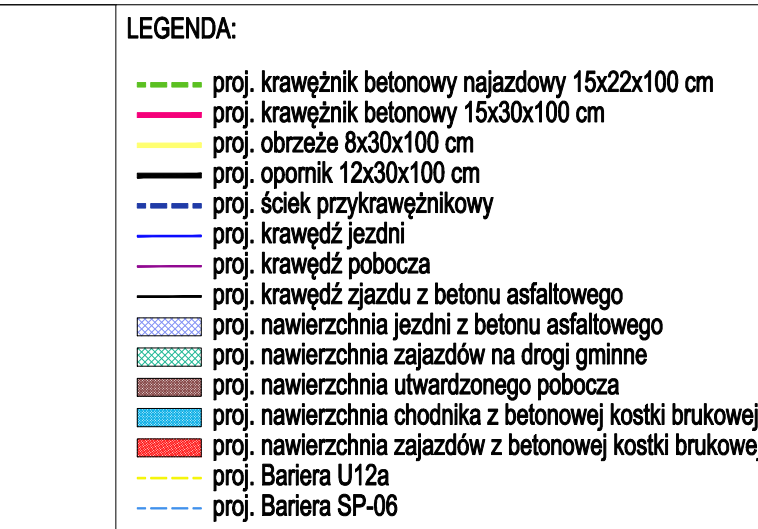 LEGENDA:
proj. krawężnik betonowy najazdowy 15x22x100 cm
proj. krawężnik betonowy 15x30x100 cm
proj. obrzeże 8x30x100 cm
proj. opornik 12x30x100 cm
proj. ściek przykrawężnikowy
proj. krawędź jezdni
proj. krawędź pobocza
proj. krawędź zjazdu z betonu asfaltowego
proj. nawierzchnia jezdni z betonu asfaltowego
proj. nawierzchnia zajazdów na drogi gminne
proj. nawierzchnia utwardzonego pobocza
proj. nawierzchnia chodnika z betonowej kostki brukowej
proj. nawierzchnia zajazdów z betonowej kostki brukowej
proj. Bariera U12a
proj. Bariera SP-06